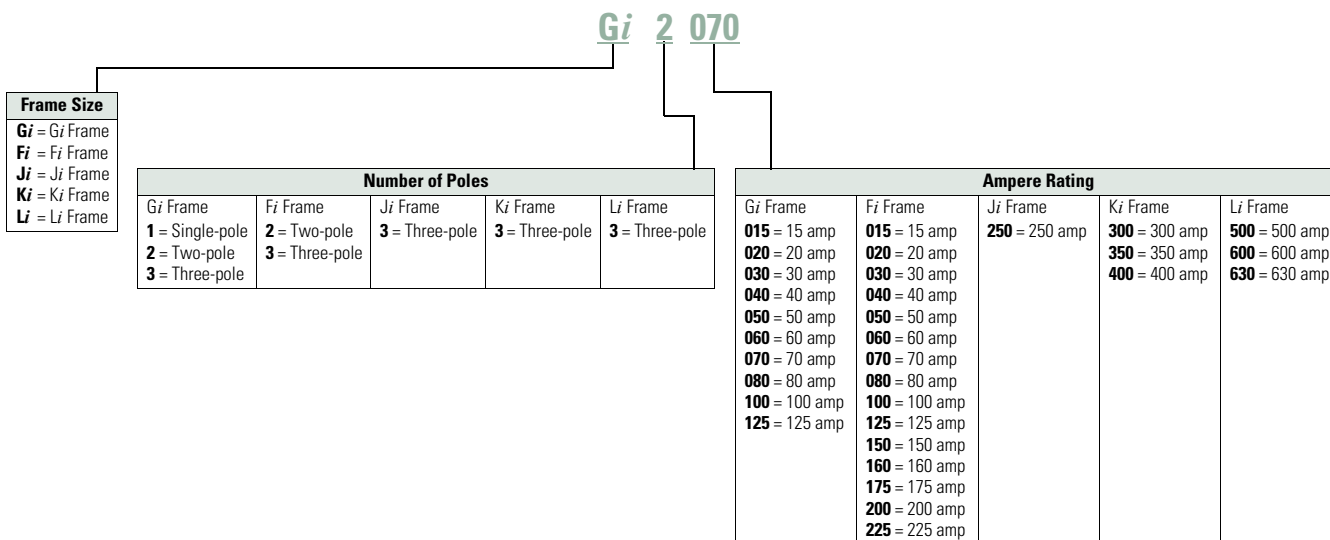 Gi 2 070
Frame Size
Gi = Gi Frame
Fi = Fi Frame
Ji = Ji Frame
Ki = Ki Frame
Li = Li Frame
Number of Poles
Gi Frame
1 = Single-pole
2 = Two-pole
3 = Three-pole
Fi Frame
2 = Two-pole
3 = Three-pole
Ji Frame
3 = Three-pole
Ki Frame
3 = Three-pole
Li Frame
3 = Three-pole
Ampere Rating
Gi Frame
015 = 15 amp
020 = 20 amp
030 = 30 amp
040 = 40 amp
050 = 50 amp
060 = 60 amp
070 = 70 amp
080 = 80 amp
100 = 100 amp
125 = 125 amp
Fi Frame
015 = 15 amp
020 = 20 amp
030 = 30 amp
040 = 40 amp
050 = 50 amp
060 = 60 amp
070 = 70 amp
080 = 80 amp
100 = 100 amp
125 = 125 amp
150 = 150 amp
160 = 160 amp
175 = 175 amp
200 = 200 amp
225 = 225 amp
Ji Frame
250 = 250 amp
Ki Frame
300 = 300 amp
350 = 350 amp
400 = 400 amp
Li Frame
500 = 500 amp
600 = 600 amp
630 = 630 amp